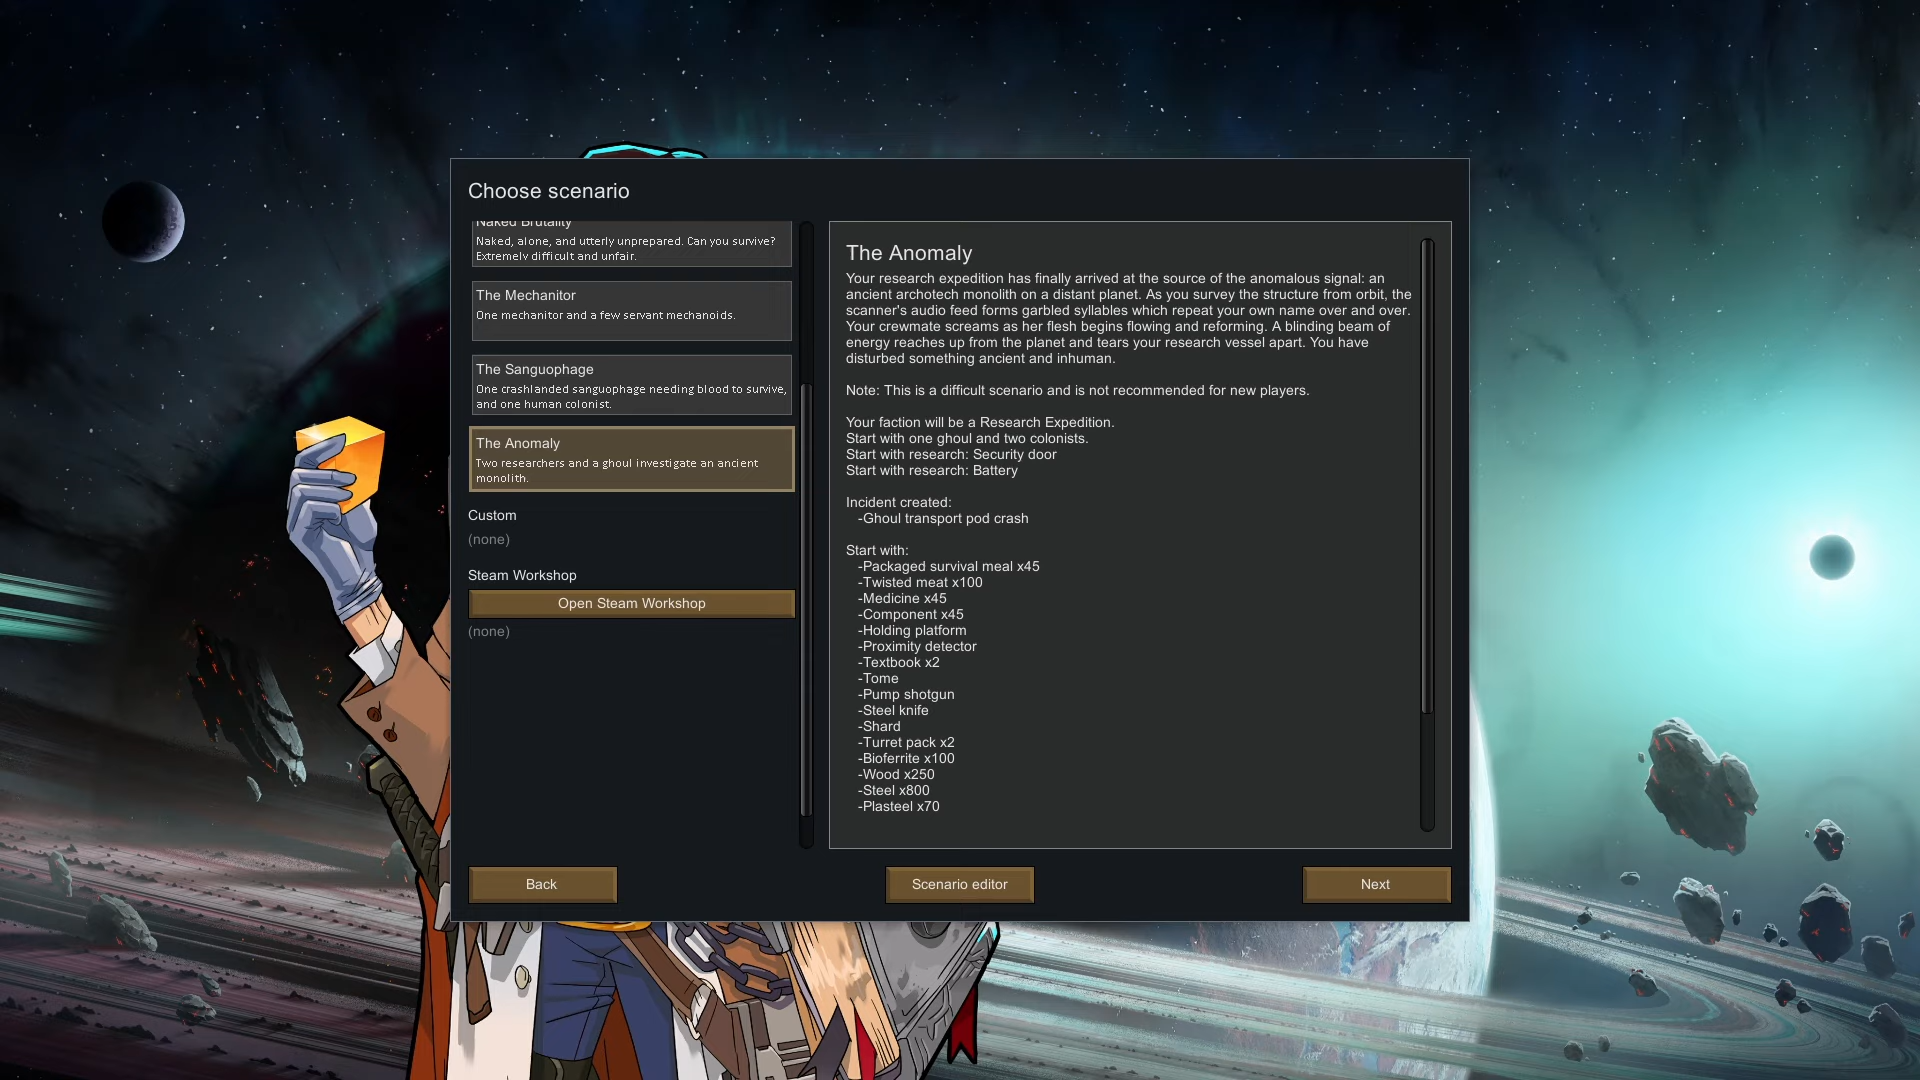 Choose scenario
Naked Brutality
Naked, alone, and utterly unprepared. Can you survive?
Extremely difficult and unfair.
The Mechanitor
One mechanitor and a few servant mechanoids.
The Sanguophage
One crashlanded sanguophage needing blood to survive,
and one human colonist.
The Anomaly
Two researchers and a ghoul investigate an ancient
monolith.
Custom
(none)
Steam Workshop
Open Steam Workshop
(none)
The Anomaly
Your research expedition has finally arrived at the source of the anomalous signal: an
ancient archotech monolith on a distant planet. As you survey the structure from orbit, the
scanner's audio feed forms garbled syllables which repeat your own name over and over.
Your crewmate screams as her flesh begins flowing and reforming. A blinding beam of
energy reaches up from the planet and tears your research vessel apart. You have
disturbed something ancient and inhuman.
Note: This is a difficult scenario and is not recommended for new players.
Your faction will be a Research Expedition.
Start with one ghoul and two colonists.
Start with research: Security door
Start with research: Battery
Incident created:
-Ghoul transport pod crash
Start with:
-Packaged survival meal x45
-Twisted meat x100
-Medicine x45
-Component x45
-Holding platform
-Proximity detector
-Textbook x2
-Tome
-Pump shotgun
-Steel knife
-Shard
-Turret pack x2
-Bioferrite x100
-Wood x250
-Steel x800
-Plasteel x70
Back
Scenario editor
Next